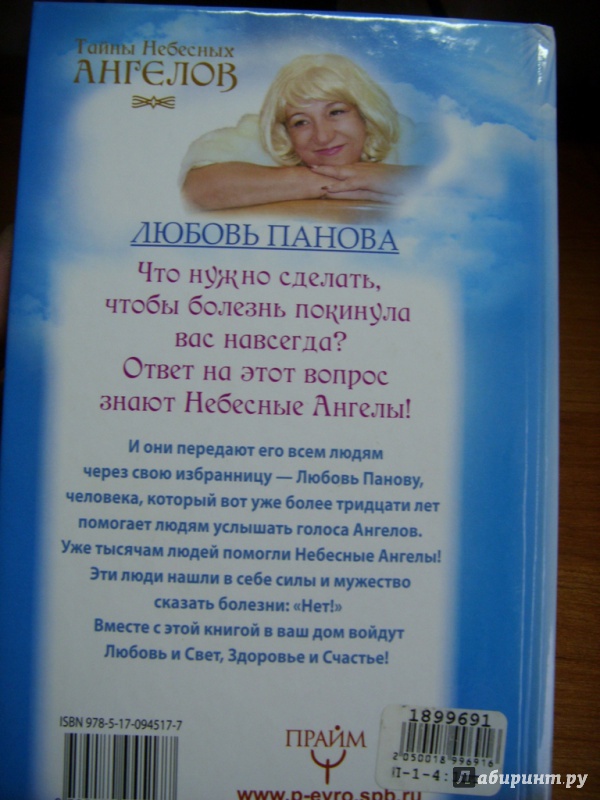 Тайны Небесных
АНГЕЛОВ
ЛЮБОВЬ ПАНОВА
Что нужно сделать,
чтобы болезнь покинула
вас навсегда?
Ответ на этот вопрос
знают Небесные Ангелы!
И они передают его всем людям
через свою избранницу — Любовь Панову,
человека, который вот уже более тридцати лет
помогает людям услышать голоса Ангелов.
Уже тысячам людей помогли Небесные Ангелы!
Эти люди нашли в себе силы и мужество
сказать болезни: «Нет!»
Вместе с этой книгой в ваш дом войдут
Любовь и Свет, Здоровье и Счастье!
ISBN 978-5-17-094517-7
ПРАЙМ
www.p-evro.spb.ru
1899691
2 050018 996916
Лабиринт.ру